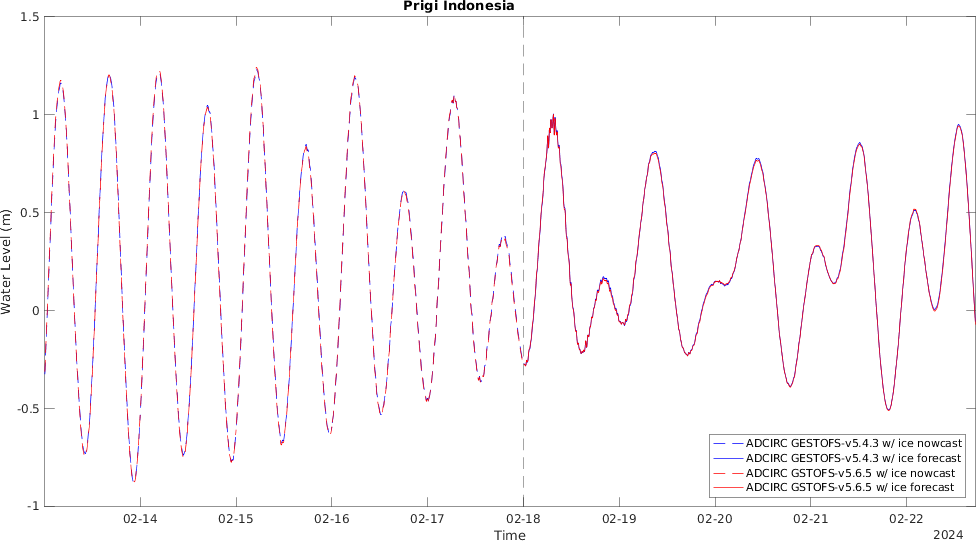 Prigi Indonesia
1.5
1
0.5
0
-0.5
-1
Water Level (m)
02-14 02-15 02-16 02-17 02-18 02-19 02-20 02-21 02-22
Time
2024
ADCIRC GESTOFS-v5.4.3 w/ ice nowcast
ADCIRC GESTOFS-v5.4.3 w/ ice forecast
ADCIRC GSTOFS-v5.6.5 w/ ice nowcast
ADCIRC GSTOFS-v5.6.5 w/ ice forecast